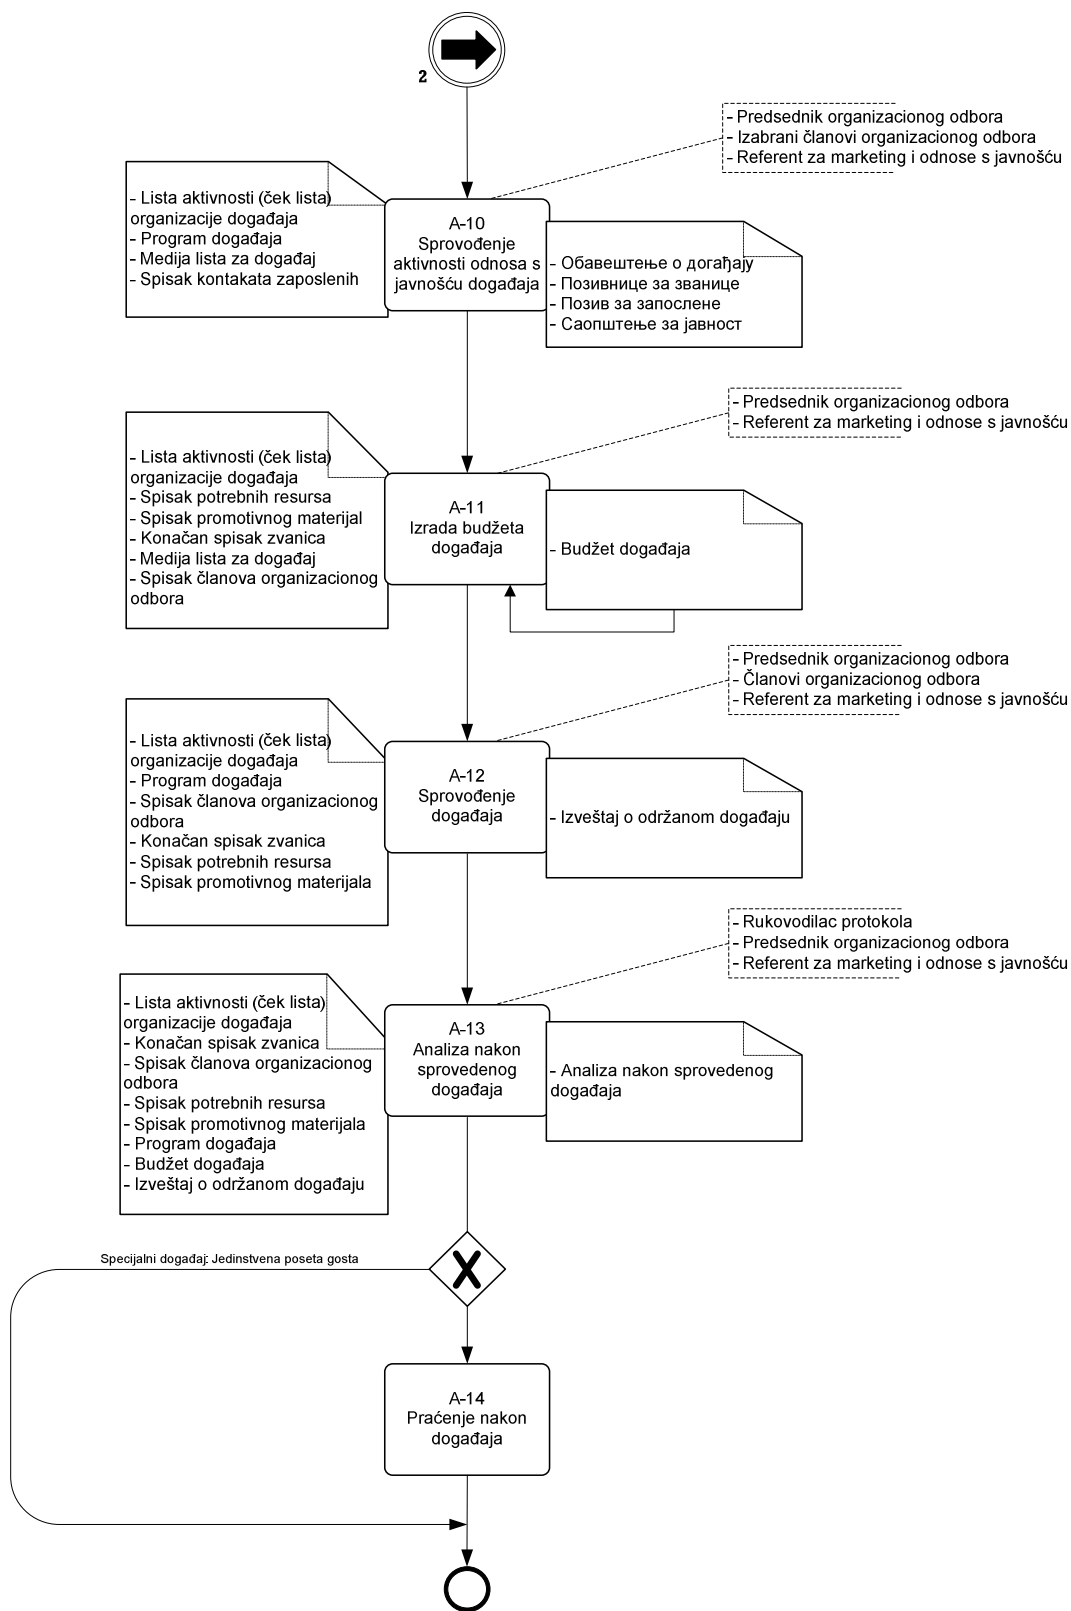 2
- Predsednik organizacionog odbora
- Izabrani članovi organizacionog odbora
- Referent za marketing i odnose s javnošću
- Lista aktivnosti (ček lista)
organizacije događaja
- Program događaja
- Medija lista za događaj
- Spisak kontakata zaposlenih
A-10
Sprovođenje
aktivnosti odnosa s
javnošću događaja
- Обавештење о догађају
- Позивнице за званице
- Позив за запослене
- Саопштење за јавност
- Predsednik organizacionog odbora
- Referent za marketing i odnose s javnošću
- Lista aktivnosti (ček lista)
organizacije događaja
- Spisak potrebnih resursa
- Spisak promotivnog materijal
- Konačan spisak zvanica
- Medija lista za događaj
- Spisak članova organizacionog
odbora
A-11
Izrada budžeta
događaja
- Budžet događaja
- Predsednik organizacionog odbora
- Članovi organizacionog odbora
- Referent za marketing i odnose s javnošću
- Lista aktivnosti (ček lista)
organizacije događaja
- Program događaja
- Spisak članova organizacionog
odbora
- Konačan spisak zvanica
- Spisak potrebnih resursa
- Spisak promotivnog materijala
A-12
Sprovođenje
događaja
- Izveštaj o održanom događaju
- Rukovodilac protokola
- Predsednik organizacionog odbora
- Referent za marketing i odnose s javnošću
- Lista aktivnosti (ček lista)
organizacije događaja
- Konačan spisak zvanica
- Spisak članova organizacionog
odbora
- Spisak potrebnih resursa
- Spisak promotivnog materijala
- Program događaja
- Budžet događaja
- Izveštaj o održanom događaju
A-13
Analiza nakon
sprovedenog
događaja
- Analiza nakon sprovedenog
događaja
Specijalni događaj: Jedinstvena poseta gosta
A-14
Praćenje nakon
događaja